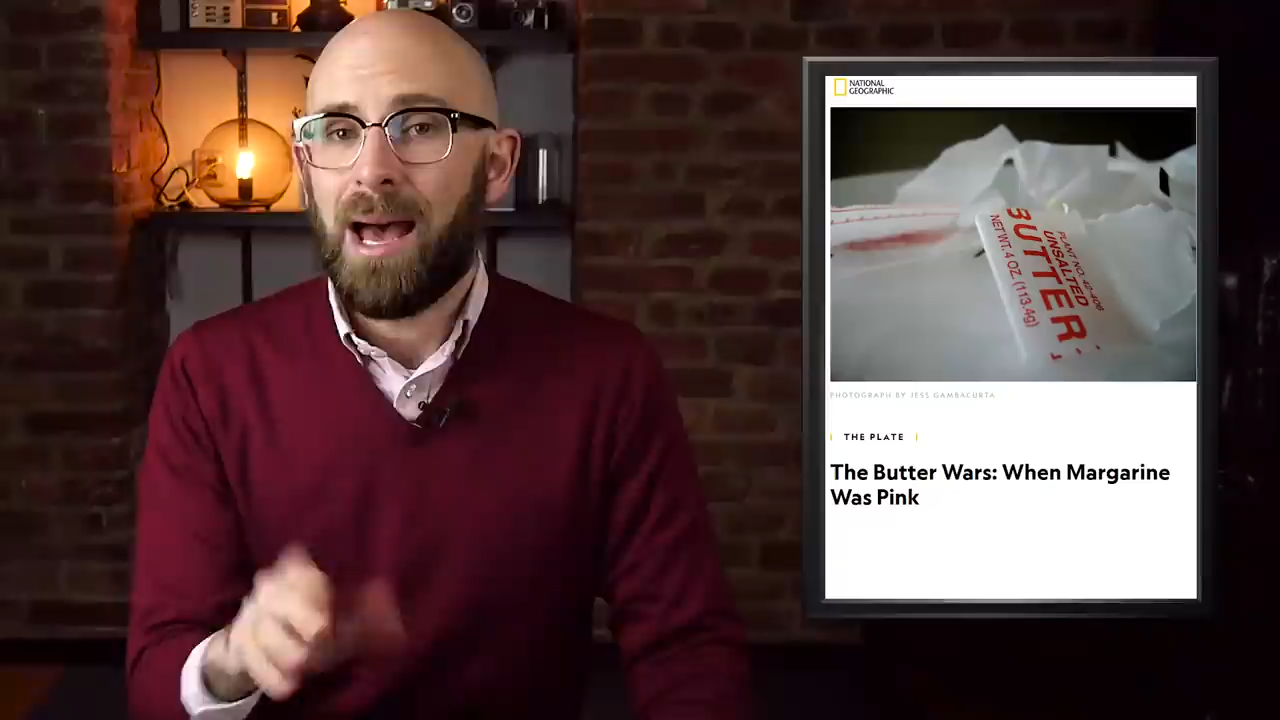 NATIONAL
GEOGRAPHIC
PLANT NO. 42-406
UNSALTED
BUTTER
NET WT. 4 OZ. (113.4g)
PHOTOGRAPH BY JESS GAMBACURTA
THE PLATE
The Butter Wars: When Margarine
Was Pink